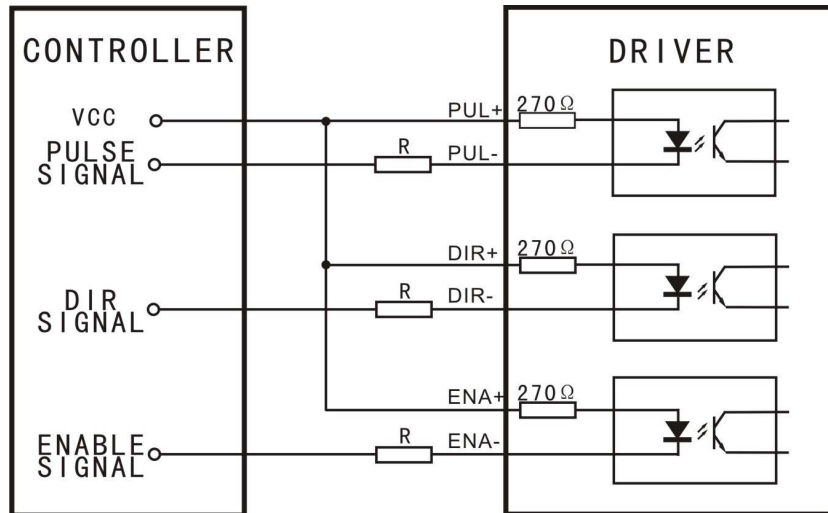 CONTROLLER
DRIVER
VCC
PUL+
270Ω
PULSE
SIGNAL
R
PUL-
DIR+
270Ω
DIR
SIGNAL
R
DIR-
ENA+
270Ω
ENABLE
SIGNAL
R
ENA-